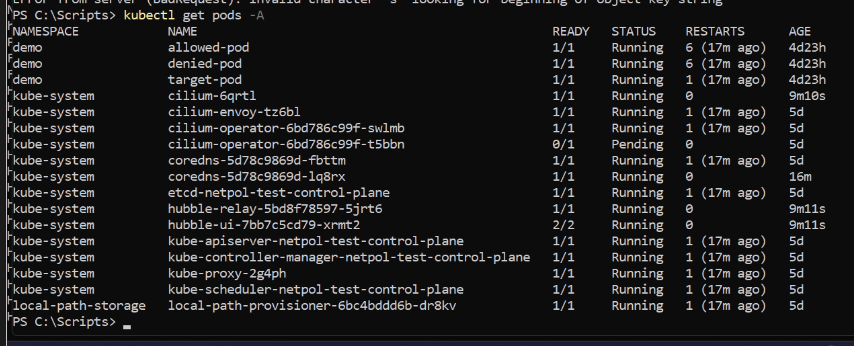 Error from server (BadRequest): invalid character 's' looking for beginning of object key string
PS C:\Scripts> kubectl get pods -A
NAMESPACE NAME READY STATUS RESTARTS AGE
demo allowed-pod 1/1 Running 6 (17m ago) 4d23h
demo denied-pod 1/1 Running 6 (17m ago) 4d23h
demo target-pod 1/1 Running 1 (17m ago) 4d23h
kube-system cilium-6qrtl 1/1 Running 0 9m10s
kube-system cilium-envoy-tz6bl 1/1 Running 1 (17m ago) 5d
kube-system cilium-operator-6bd786c99f-swlmb 1/1 Running 1 (17m ago) 5d
kube-system cilium-operator-6bd786c99f-t5bbn 0/1 Pending 0 5d
kube-system coredns-5d78c9869d-fbttm 1/1 Running 1 (17m ago) 5d
kube-system coredns-5d78c9869d-lq8rx 1/1 Running 0 16m
kube-system etcd-netpol-test-control-plane 1/1 Running 1 (17m ago) 5d
kube-system hubble-relay-5bd8f78597-5jrt6 1/1 Running 0 9m11s
kube-system hubble-ui-7bb7c5cd79-xrmt2 2/2 Running 0 9m11s
kube-system kube-apiserver-netpol-test-control-plane 1/1 Running 1 (17m ago) 5d
kube-system kube-controller-manager-netpol-test-control-plane 1/1 Running 1 (17m ago) 5d
kube-system kube-proxy-2g4ph 1/1 Running 1 (17m ago) 5d
kube-system kube-scheduler-netpol-test-control-plane 1/1 Running 1 (17m ago) 5d
local-path-storage local-path-provisioner-6bc4bddd6b-dr8kv 1/1 Running 1 (17m ago) 5d
PS C:\Scripts>